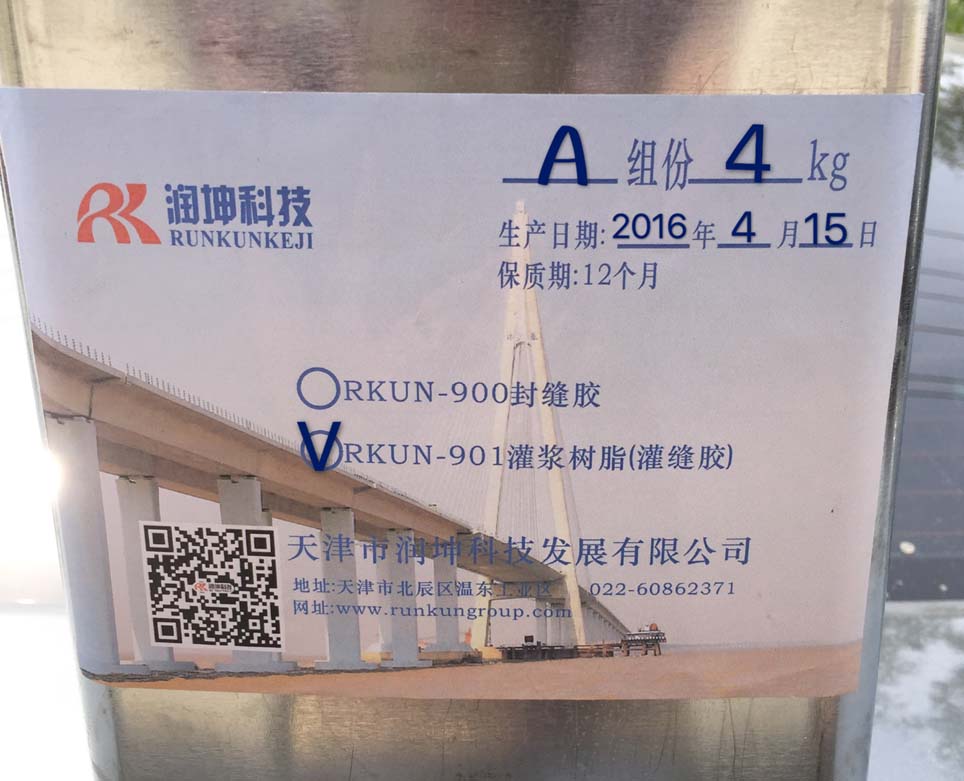 A 组份 4 kg
润坤科技
RUNKUNKEJI
生产日期: 2016 年 4 月 15 日
保质期:12个月
RKUN-900封缝胶
V RKUN-901灌浆树脂(灌缝胶)
天津市润坤科技发展有限公司
地址:天津市北辰区温东工业区 022-60862371
网址:www.runkungroup.com